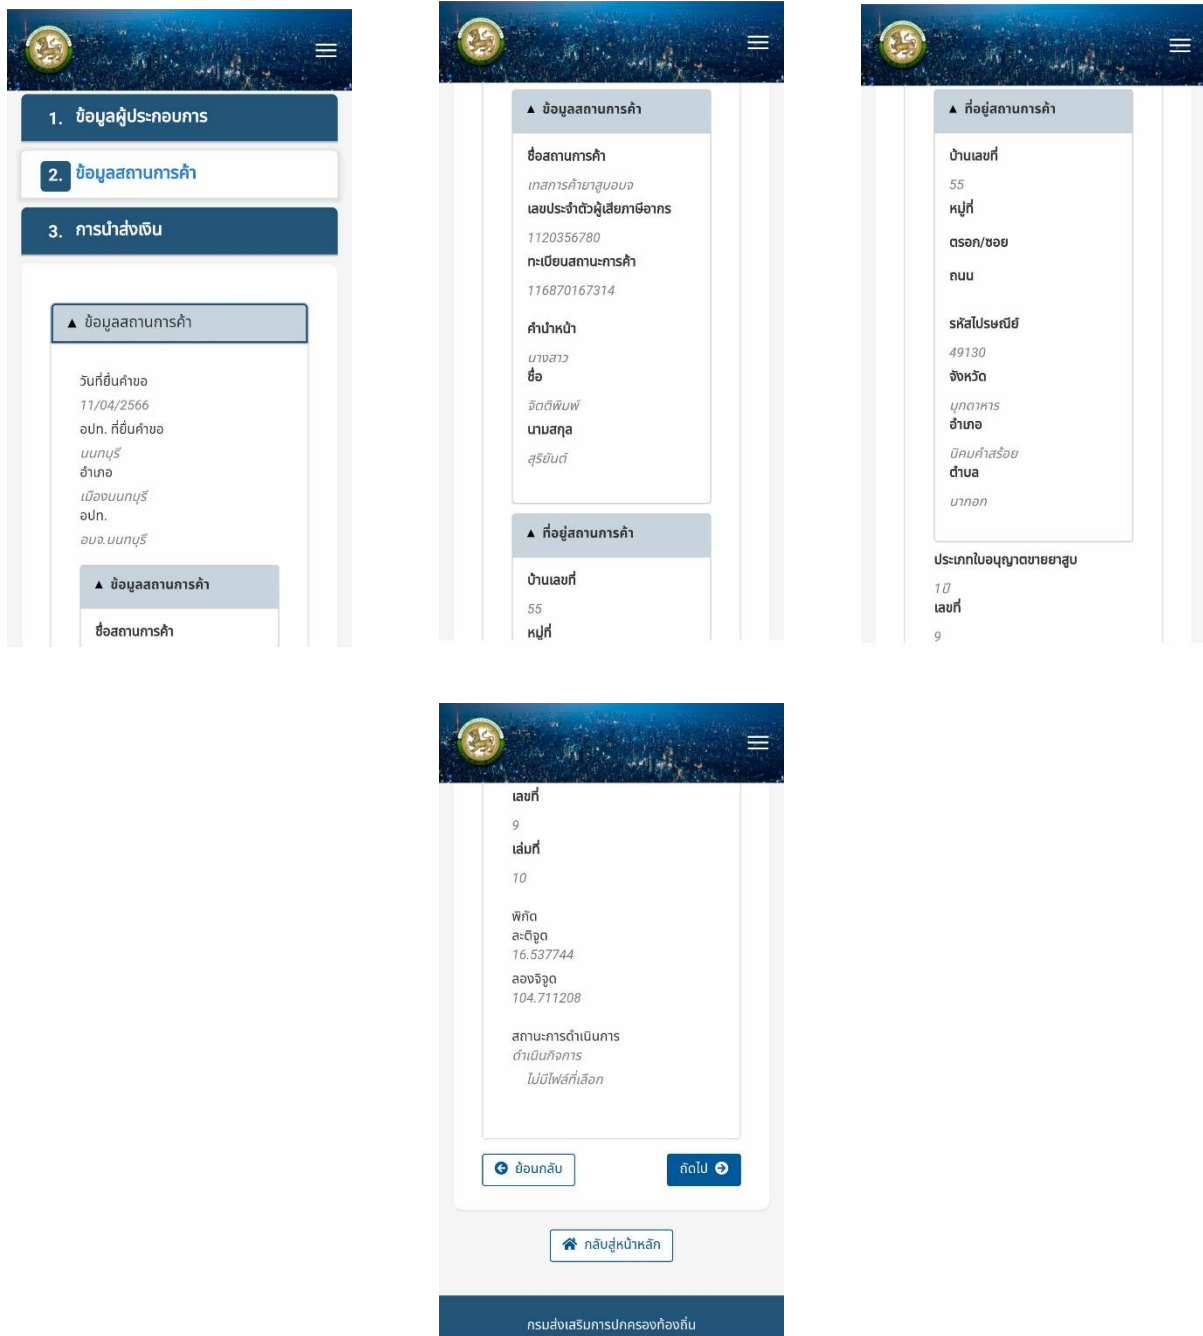 1. ข้อมูลผู้ประกอบการ
2. ข้อมูลสถานการค้า
3. การนำส่งเงิน
▲ ข้อมูลสถานการค้า
วันที่ยื่นคำขอ
11/04/2566
อปท. ที่ยื่นคำขอ
นนทบุรี
อำเภอ
เมืองนนทบุรี
อปท.
อบจ.นนทบุรี
▲ ข้อมูลสถานการค้า
ชื่อสถานการค้า
▲ ข้อมูลสถานการค้า
ชื่อสถานการค้า
เทสการค้ายาสูบอบจ
เลขประจำตัวผู้เสียภาษีอากร
1120356780
ทะเบียนสถานะการค้า
116870167314
คำนำหน้า
นางสาว
ชื่อ
จิตติพิมพ์
นามสกุล
สุริยันต์
▲ ที่อยู่สถานการค้า
บ้านเลขที่
55
หมู่ที่
▲ ที่อยู่สถานการค้า
บ้านเลขที่
55
หมู่ที่
ตรอก/ซอย
ถนน
รหัสไปรษณีย์
49130
จังหวัด
มุกดาหาร
อำเภอ
นิคมคำสร้อย
ตำบล
นากอก
ประเภทใบอนุญาตขายยาสูบ
1 ปี
เลขที่
9
เลขที่
9
เล่มที่
10
พิกัด
ละติจูด
16.537744
ลองจิจูด
104.711208
สถานะการดำเนินการ
ดำเนินกิจการ
ไม่มีไฟล์ที่เลือก
ย้อนกลับ
ถัดไป
กลับสู่หน้าหลัก
กรมส่งเสริมการปกครองท้องถิ่น